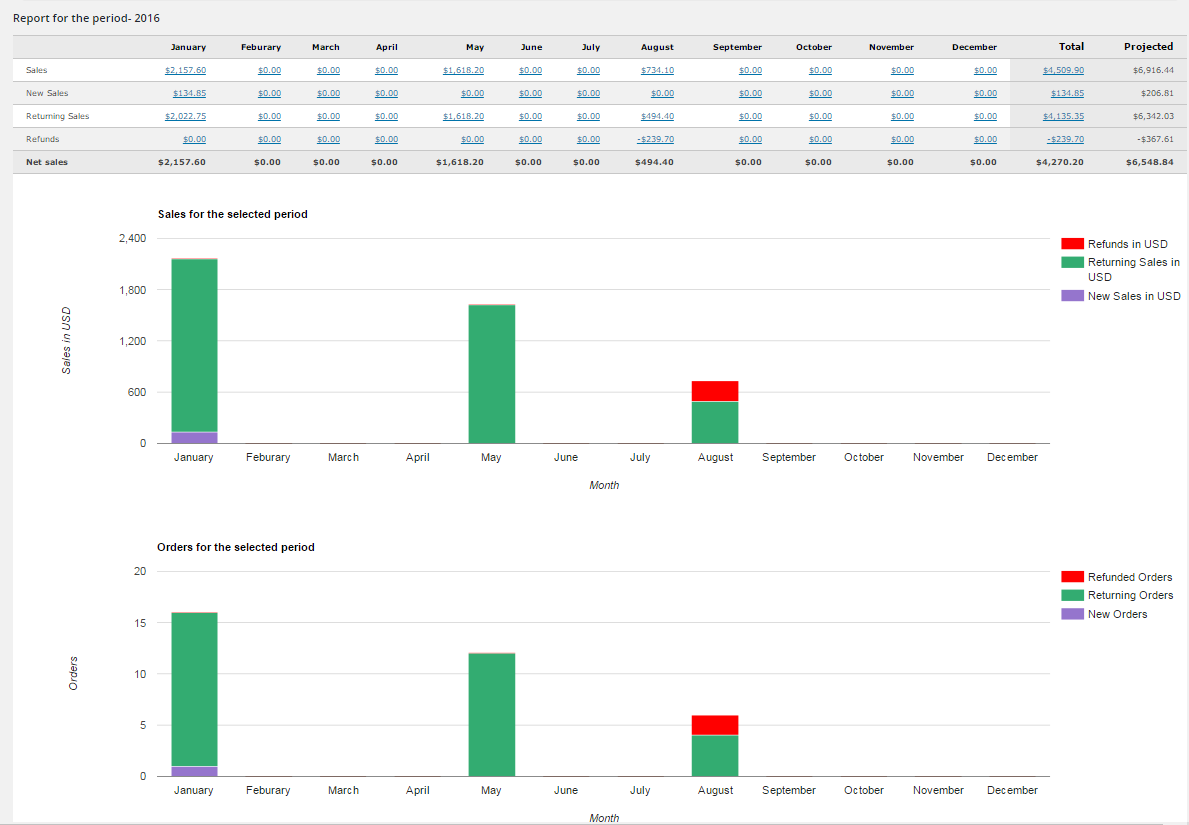 Report for the period- 2016
January Feburary March April May June July August September October November December Total Projected
Sales $2,157.60 $0.00 $0.00 $0.00 $1,618.20 $0.00 $0.00 $734.10 $0.00 $0.00 $0.00 $0.00 $4,509.90 $6,916.44
New Sales $134.85 $0.00 $0.00 $0.00 $0.00 $0.00 $0.00 $0.00 $0.00 $0.00 $0.00 $0.00 $134.85 $206.81
Returning Sales $2,022.75 $0.00 $0.00 $0.00 $1,618.20 $0.00 $0.00 $494.40 $0.00 $0.00 $0.00 $0.00 $4,135.35 $6,342.03
Refunds $0.00 $0.00 $0.00 $0.00 $0.00 $0.00 $0.00 -$239.70 $0.00 $0.00 $0.00 $0.00 -$239.70 -$367.61
Net sales $2,157.60 $0.00 $0.00 $0.00 $1,618.20 $0.00 $0.00 $494.40 $0.00 $0.00 $0.00 $0.00 $4,270.20 $6,548.84
Sales for the selected period
2,400
1,800
1,200
600
0
Sales in USD
January Feburary March April May June July August September October November December
Month
Refunds in USD
Returning Sales in
USD
New Sales in USD
Orders for the selected period
20
15
10
5
0
Orders
January Feburary March April May June July August September October November December
Month
Refunded Orders
Returning Orders
New Orders